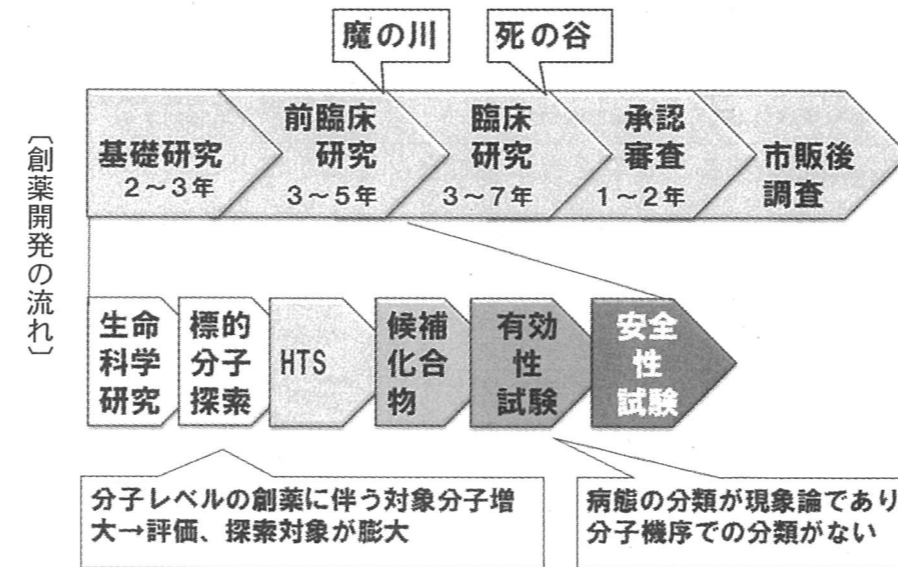 〔創薬開発の流れ〕
魔の川
死の谷
基礎研究
2～3年
前臨床
研究
3～5年
臨床
研究
3～7年
承認
審査
1～2年
市販後
調査
生命
科学
研究
標的
分子
探索
HTS
候補
化合
物
有効
性
試験
安全
性
試験
分子レベルの創薬に伴う対象分子増
大→評価、探索対象が膨大
病態の分類が現象論であり
分子機序での分類がない